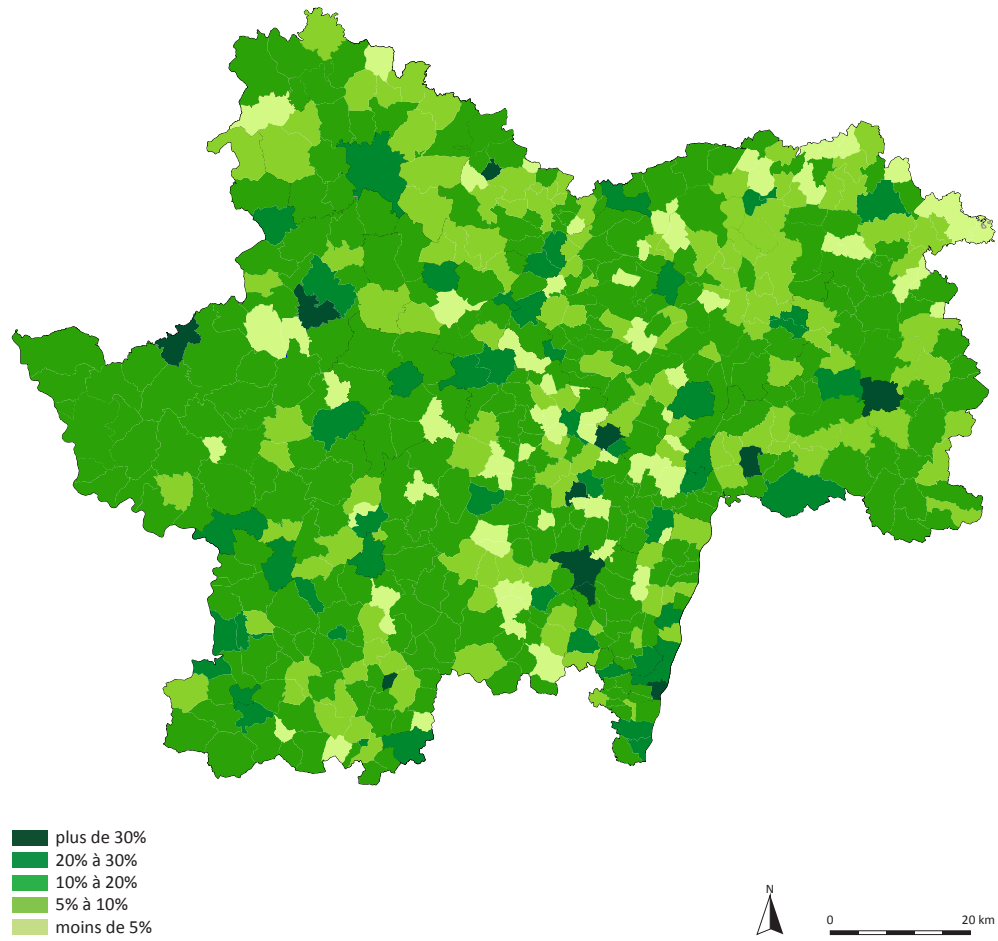 plus de 30%
20% à 30%
10% à 20%
5% à 10%
moins de 5%
N
0 20 km